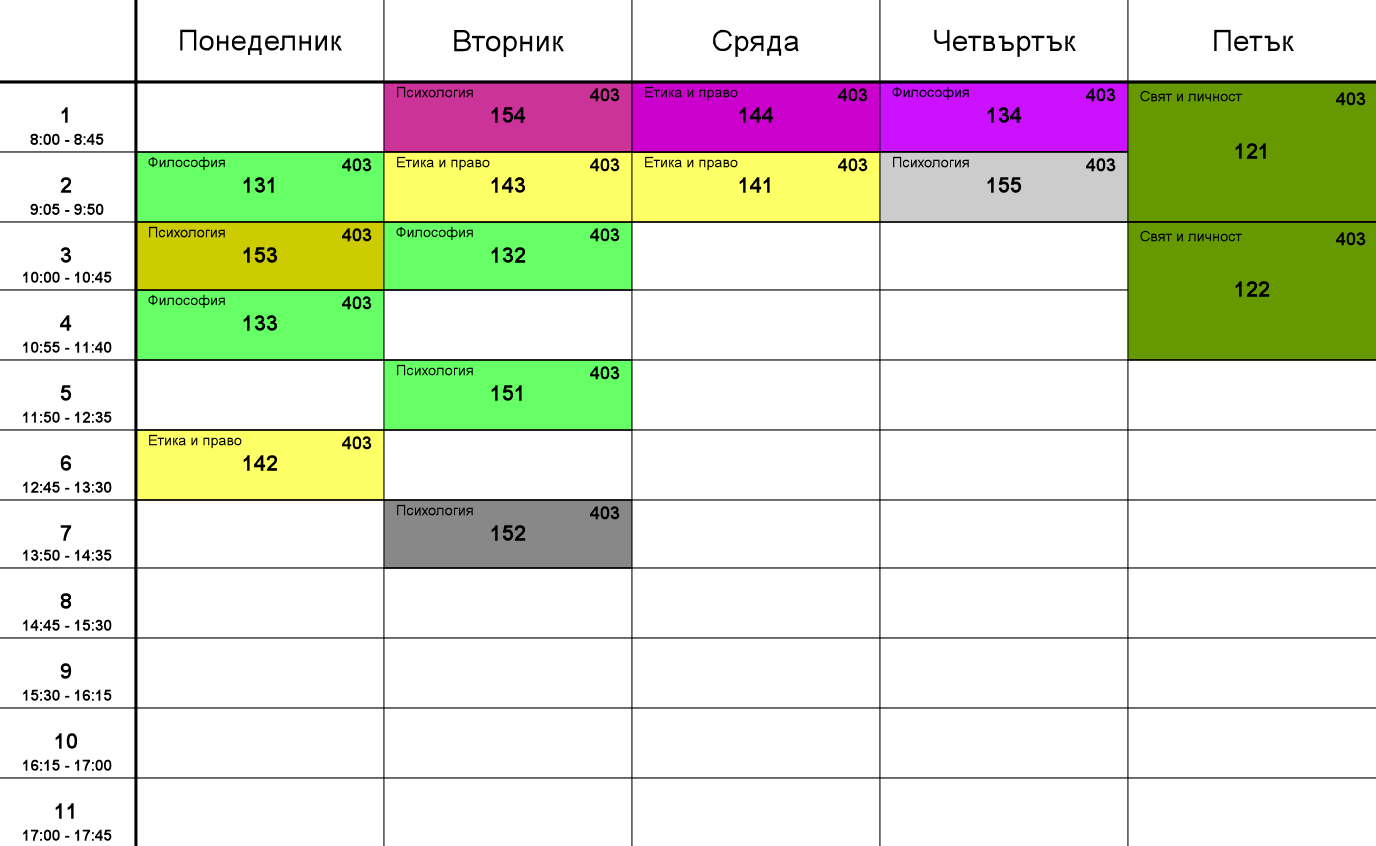 Понеделник Вторник Сряда Четвъртък Петък
1
8:00 - 8:45
Психология 403
154
Етика и право 403
144
Философия 403
134
Свят и личност 403
121
2
9:05 - 9:50
Философия 403
131
Етика и право 403
143
Етика и право 403
141
Психология 403
155
3
10:00 - 10:45
Психология 403
153
Философия 403
132
Свят и личност 403
122
4
10:55 - 11:40
Философия 403
133
5
11:50 - 12:35
Психология 403
151
6
12:45 - 13:30
Етика и право 403
142
7
13:50 - 14:35
Психология 403
152
8
14:45 - 15:30
9
15:30 - 16:15
10
16:15 - 17:00
11
17:00 - 17:45